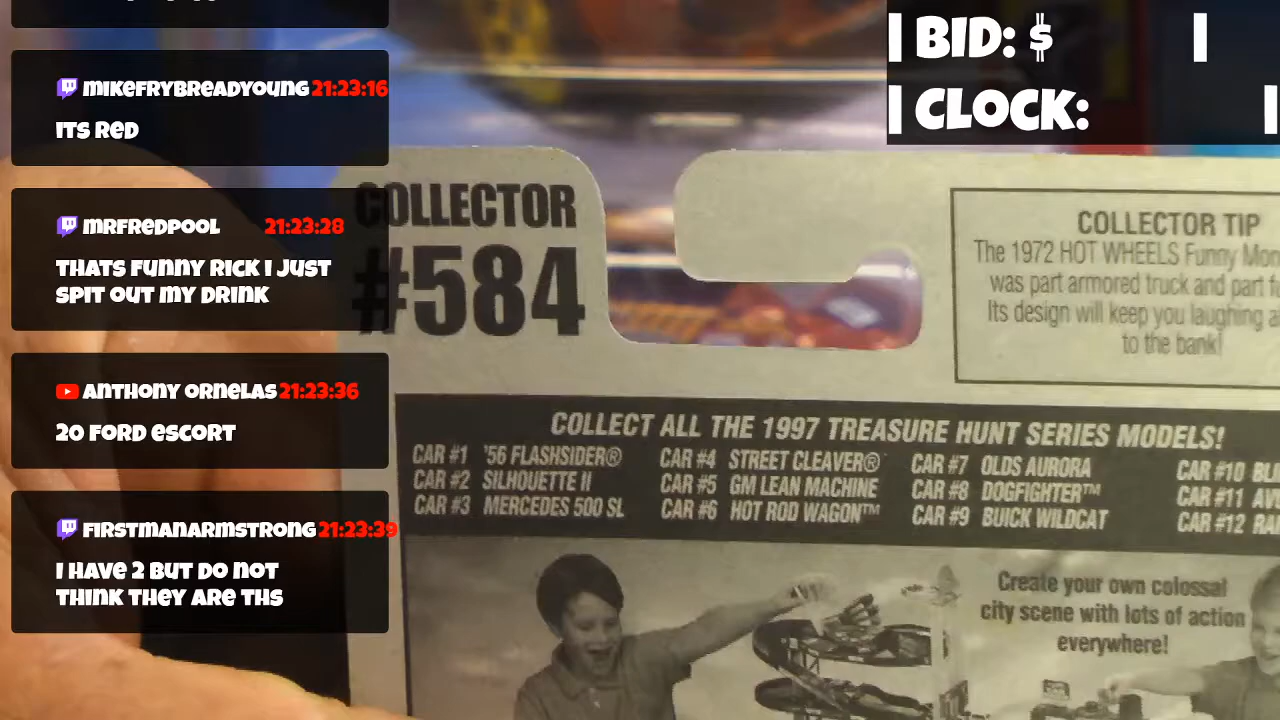 MIKEFRYBREADYOUNG 21:23:16
ITS RED
MRFREDPOOL 21:23:28
THATS FUNNY RICK I JUST
SPIT OUT MY DRINK
ANTHONY ORNELAS 21:23:36
20 FORD ESCORT
FIRSTMANARMSTRONG 21:23:39
I HAVE 2 BUT DO NOT
THINK THEY ARE THS
| BID: $ |
| CLOCK: |
COLLECTOR
#584
COLLECTOR TIP
The 1972 HOT WHEELS Funny
was part armored truck and part
Its design will keep you laughing
to the bank!
COLLECT ALL THE 1997 TREASURE HUNT SERIES MODELS!
CAR #1 '56 FLASHSIDER® CAR #4 STREET CLEAVER® CAR #7 OLDS AURORA CAR #10
CAR #2 SILHOUETTE II CAR #5 GM LEAN MACHINE CAR #8 DOGFIGHTER™ CAR #11
CAR #3 MERCEDES 500 SL CAR #6 HOT ROD WAGON™ CAR #9 BUICK WILDCAT CAR #12
Create your own colossal
city scene with lots of action
everywhere!